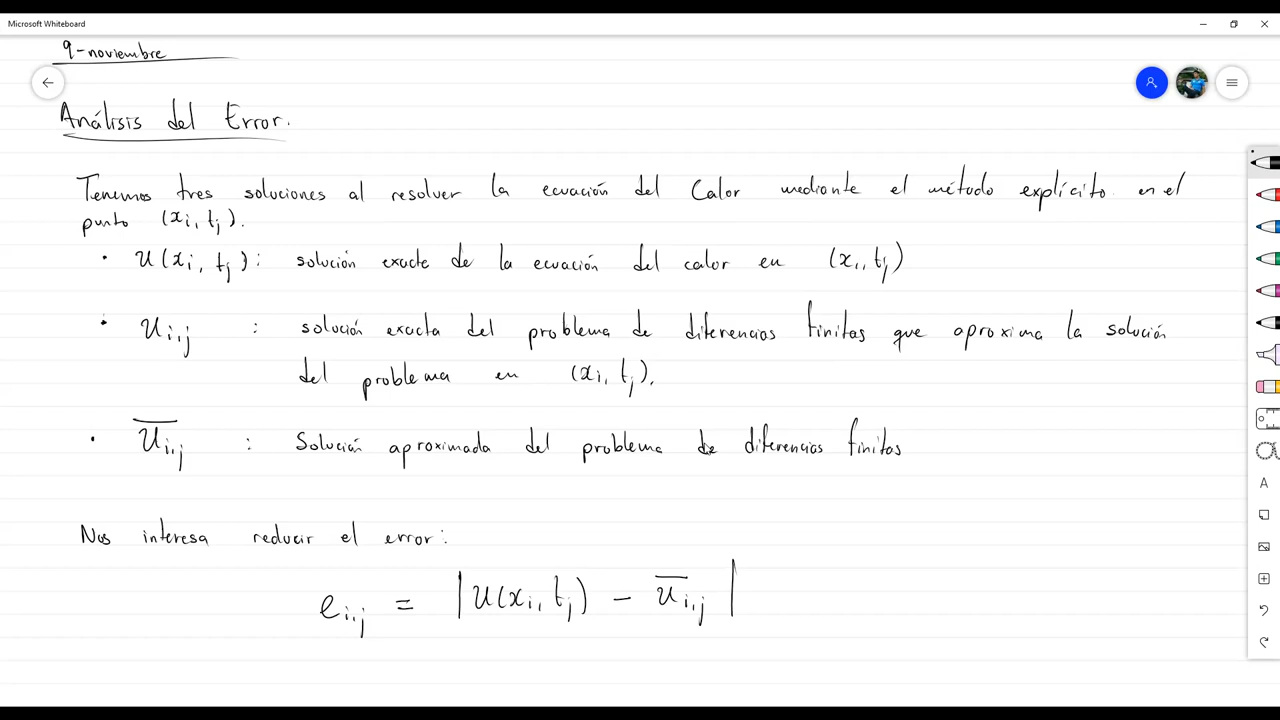 Microsoft Whiteboard
9-noviembre
Análisis del Error.
Tenemos tres soluciones al resolver la ecuación del Calor mediante el método explícito en el
punto (xi, tj).
• u(xi, tj): solución exacte de la ecuación del calor en (xi, tj)
• ui,j : solución exacta del problema de diferencias finitas que aproxima la solución
del problema en (xi, tj).
• u̅i,j : Solución aproximada del problema de diferencias finitas
Nos interesa reducir el error:
ei,j = | u(xi, tj) - u̅i,j |
A